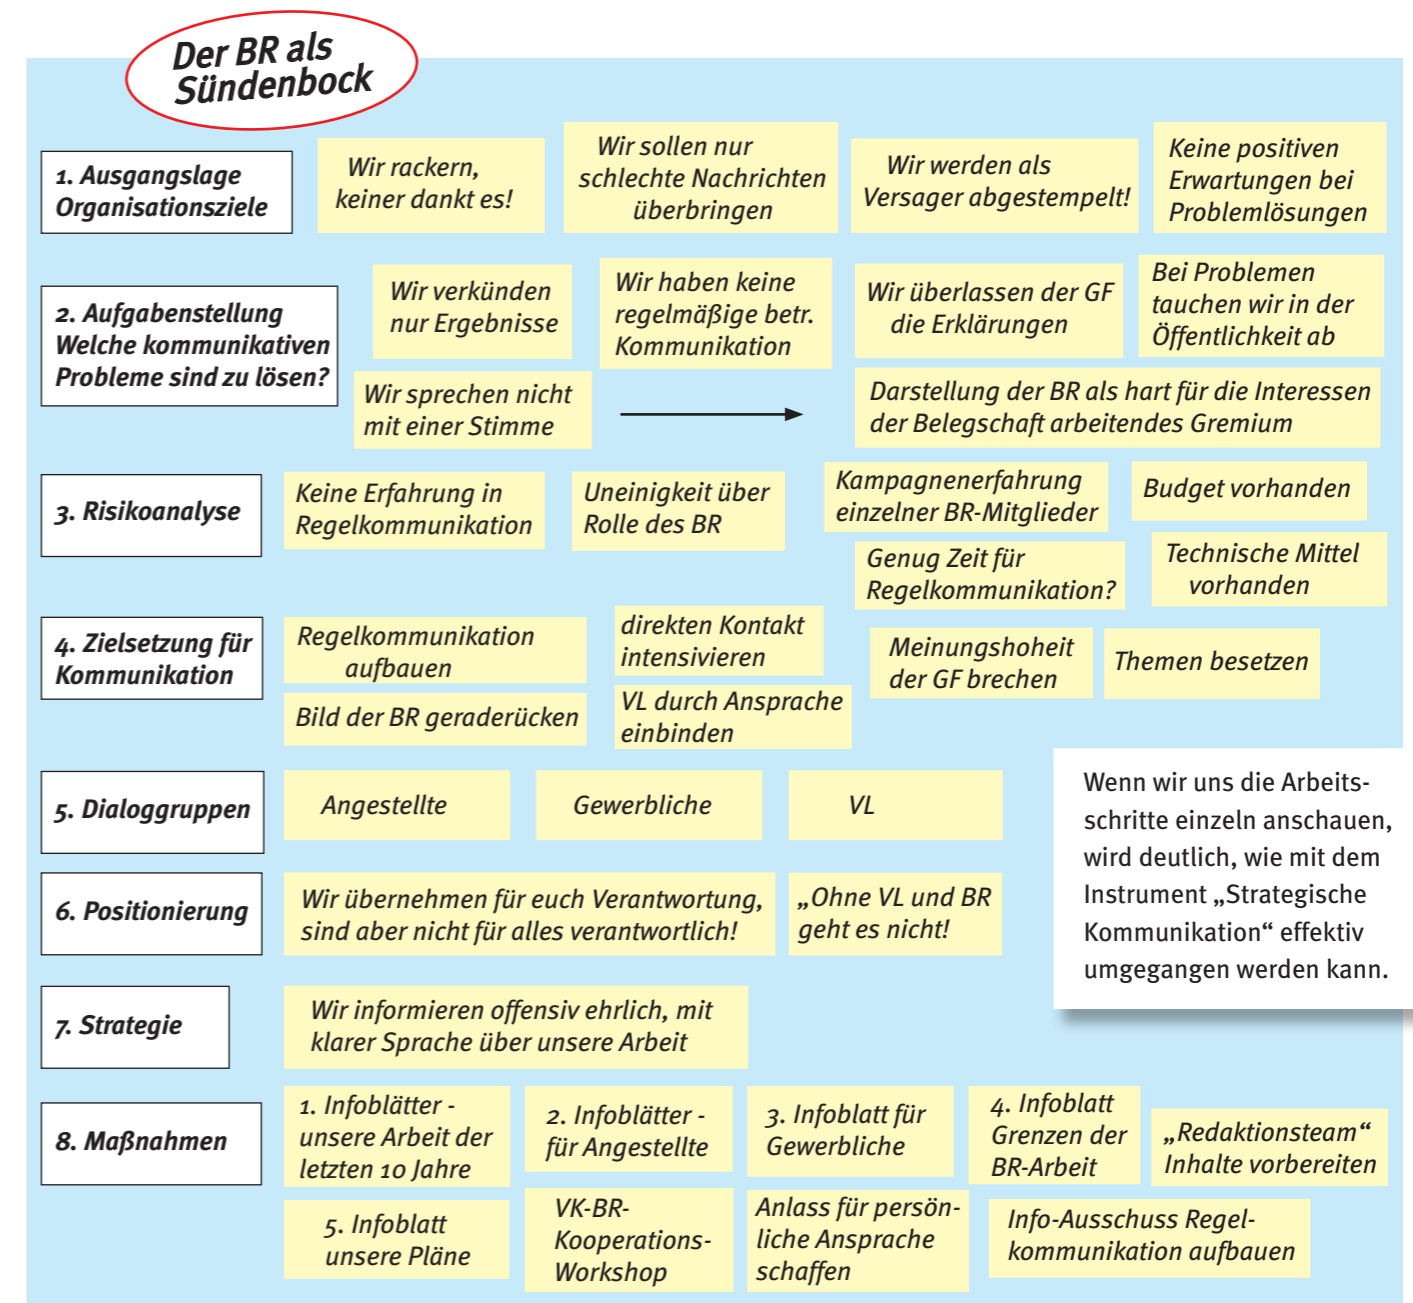 Der BR als
Sündenbock
1. Ausgangslage
Organisationsziele
Wir rackern,
keiner dankt es!
Wir sollen nur
schlechte Nachrichten
überbringen
Wir werden als
Versager abgestempelt!
Keine positiven
Erwartungen bei
Problemlösungen
2. Aufgabenstellung
Welche kommunikativen
Probleme sind zu lösen?
Wir verkünden
nur Ergebnisse
Wir haben keine
regelmäßige betr.
Kommunikation
Wir überlassen der GF
die Erklärungen
Bei Problemen
tauchen wir in der
Öffentlichkeit ab
Wir sprechen nicht
mit einer Stimme
Darstellung der BR als hart für die Interessen
der Belegschaft arbeitendes Gremium
3. Risikoanalyse
Keine Erfahrung in
Regelkommunikation
Uneinigkeit über
Rolle des BR
Kampagnenerfahrung
einzelner BR-Mitglieder
Budget vorhanden
Genug Zeit für
Regelkommunikation?
Technische Mittel
vorhanden
4. Zielsetzung für
Kommunikation
Regelkommunikation
aufbauen
direkten Kontakt
intensivieren
Meinungshoheit
der GF brechen
Themen besetzen
Bild der BR geraderücken
VL durch Ansprache
einbinden
5. Dialoggruppen
Angestellte
Gewerbliche
VL
Wenn wir uns die Arbeits-
schritte einzeln anschauen,
wird deutlich, wie mit dem
Instrument „Strategische
Kommunikation“ effektiv
umgegangen werden kann.
6. Positionierung
Wir übernehmen für euch Verantwortung,
sind aber nicht für alles verantwortlich!
„Ohne VL und BR
geht es nicht!
7. Strategie
Wir informieren offensiv ehrlich, mit
klarer Sprache über unsere Arbeit
8. Maßnahmen
1. Infoblätter -
unsere Arbeit der
letzten 10 Jahre
2. Infoblätter -
für Angestellte
3. Infoblatt für
Gewerbliche
4. Infoblatt
Grenzen der
BR-Arbeit
„Redaktionsteam“
Inhalte vorbereiten
5. Infoblatt
unsere Pläne
VK-BR-
Kooperations-
Workshop
Anlass für persön-
liche Ansprache
schaffen
Info-Ausschuss Regel-
kommunikation aufbauen